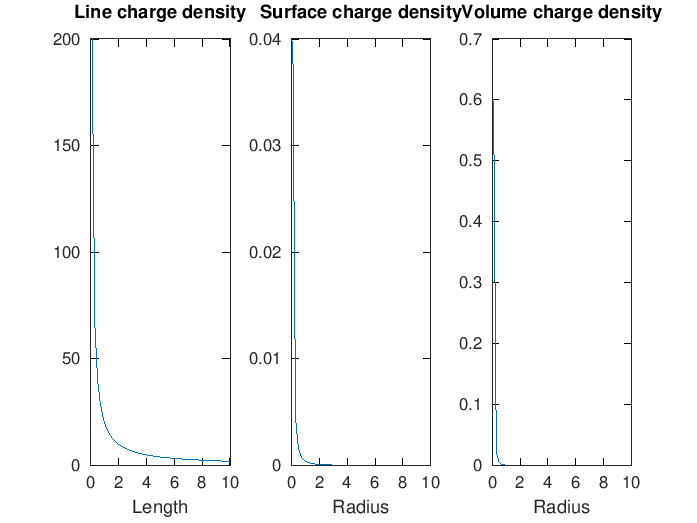 Line charge density Surface charge density Volume charge density
200 0.04 0.7
0.6
150 0.03
0.5
0.4
100 0.02
0.3
50 0.01 0.2
0.1
0 0 0
0 2 4 6 8 10 0 2 4 6 8 10 0 2 4 6 8 10
Length Radius Radius